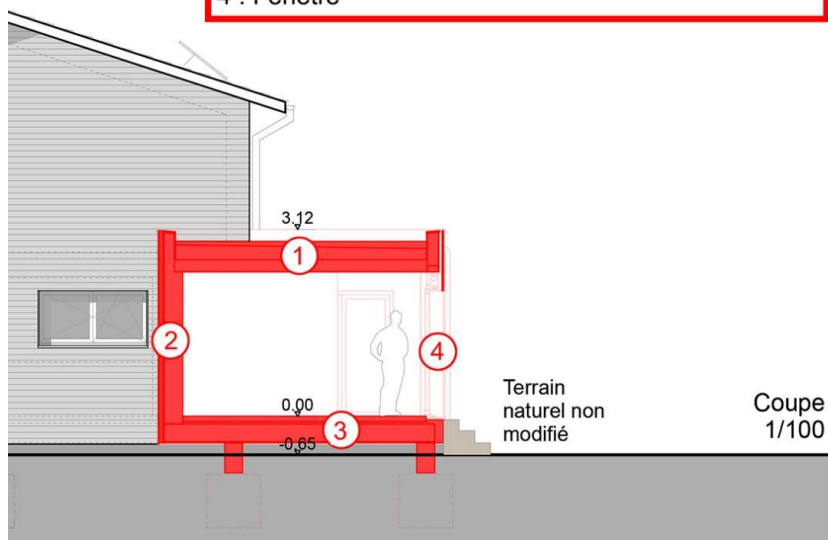 4 : Fenêtre
3.12
1
2
4
0.00
3
-0,65
Terrain
naturel non
modifié
Coupe
1/100